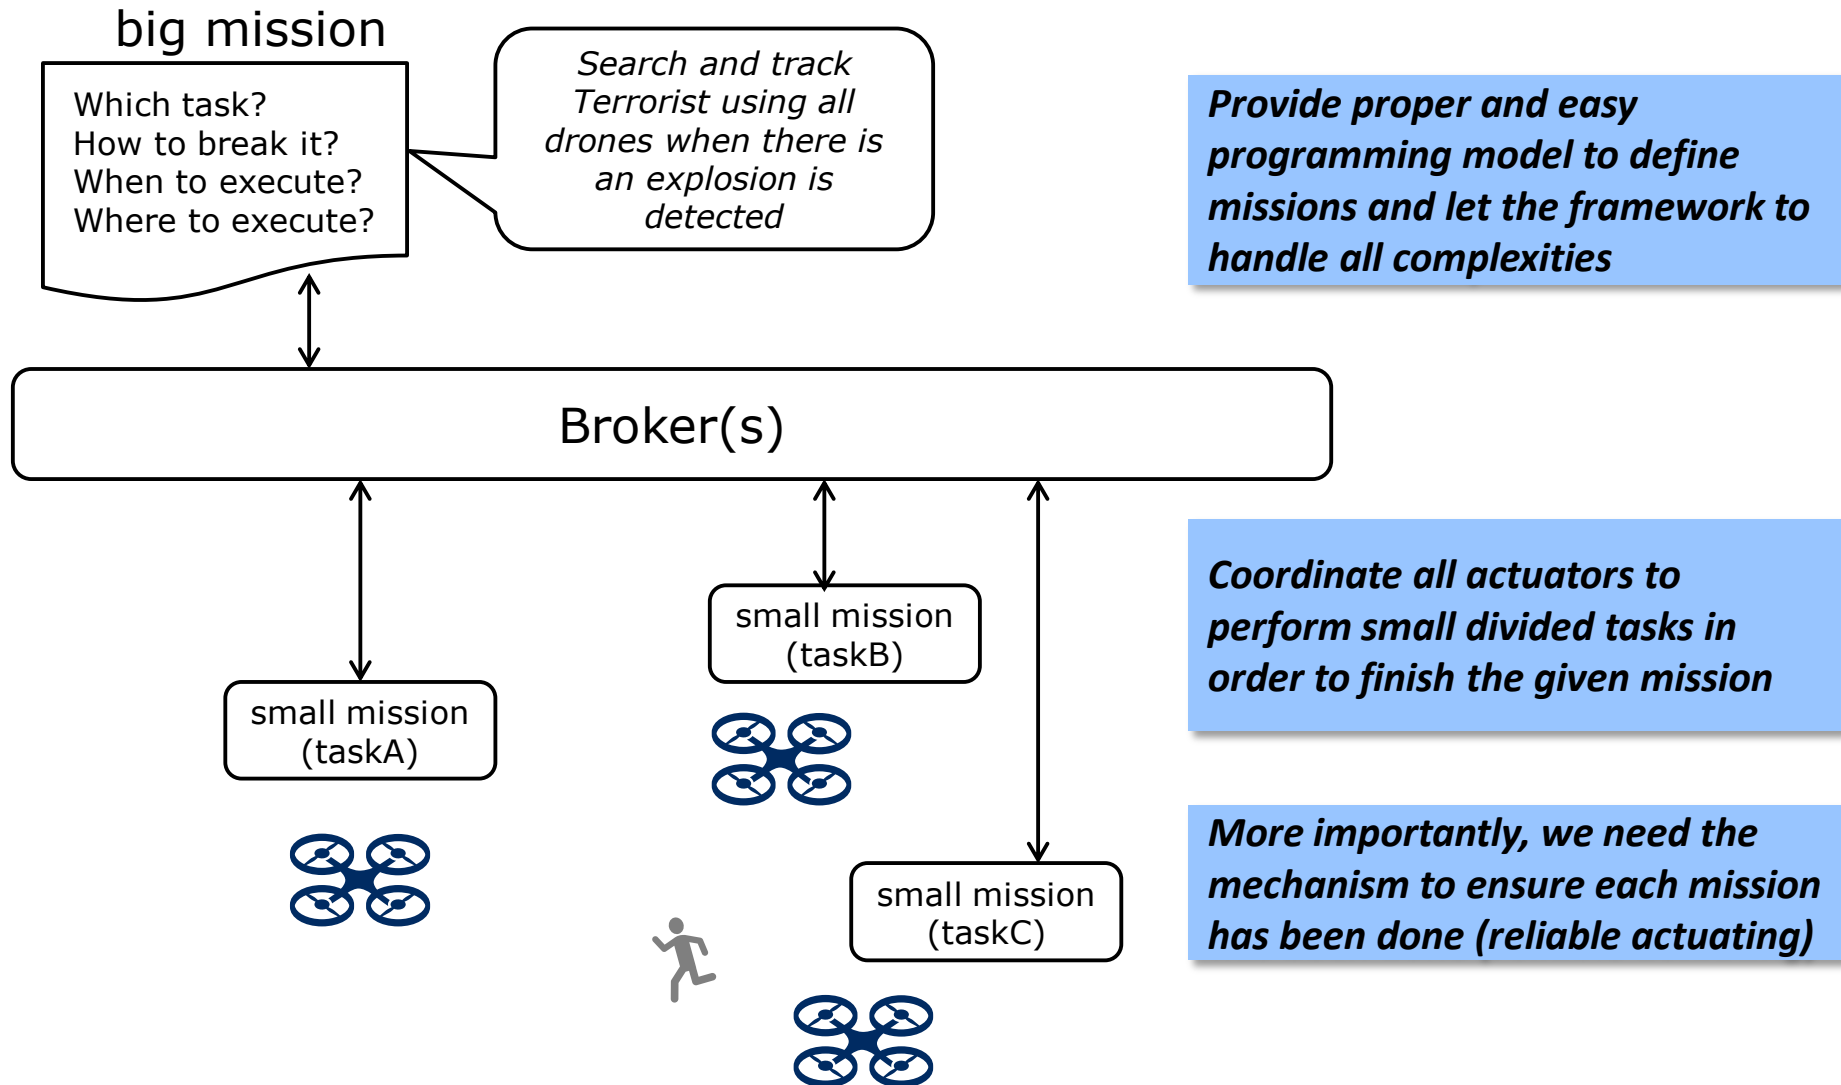 big mission
Which task?
How to break it?
When to execute?
Where to execute?
Search and track
Terrorist using all
drones when there is
an explosion is
detected
Provide proper and easy
programming model to define
missions and let the framework to
handle all complexities
Broker(s)
small mission
(taskB)
small mission
(taskA)
small mission
(taskC)
Coordinate all actuators to
perform small divided tasks in
order to finish the given mission
More importantly, we need the
mechanism to ensure each mission
has been done (reliable actuating)